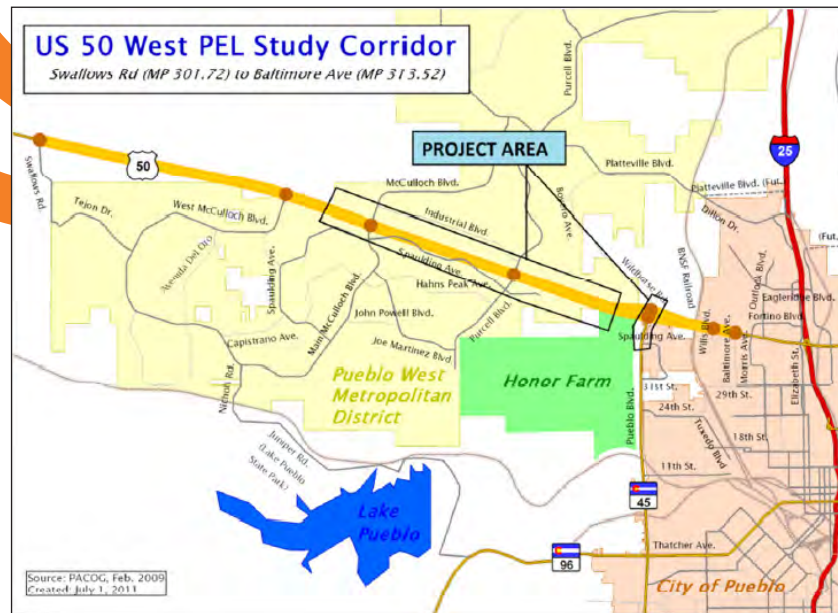 US 50 West PEL Study Corridor
Swallows Rd (MP 301.72) to Baltimore Ave (MP 313.52)
Purcell Blvd.
25
50
PROJECT AREA
Platteville Blvd.
Platteville Blvd. (Fut.
Swallows Rd.
McCulloch Blvd.
Tejon Dr.
West McCulloch Blvd.
Industrial Blvd.
Dillon Dr.
(Fut.
Avenida Del Oro
Spaulding Ave.
Spaulding Ave.
Wildhorse Rd.
BNSF Railroad
Outlook Blvd.
Hahns Peak Ave.
Eagleridge Blvd.
Fortino Blvd.
Main McCulloch Blvd.
John Powell Blvd.
Purcell Blvd.
Spaulding Ave.
Wills Blvd.
Baltimore Ave.
Morris Ave.
Elizabeth St.
Capistrano Ave.
Joe Martinez Blvd.
31st St.
29th St.
Nichols Rd.
Pueblo West
Metropolitan
District
Honor Farm
Pueblo Blvd.
24th St.
Tuxedo Blvd.
18th St.
Juniper Rd.
(Lake Pueblo
State Park)
11th St.
Lake
Pueblo
45
96
Thatcher Ave.
City of Pueblo
Source: PACOG, Feb. 2009
Created: July 1, 2011